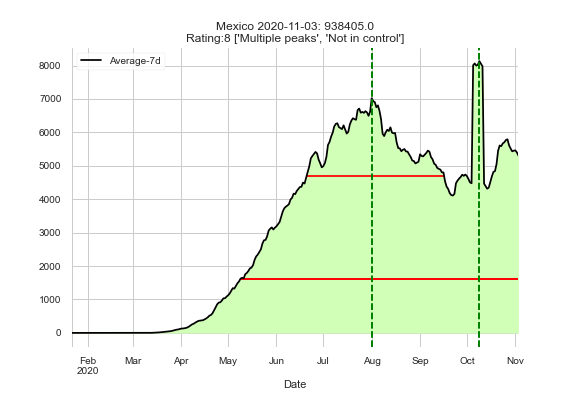 Mexico 2020-11-03: 938405.0
Rating:8 ['Multiple peaks', 'Not in control']
Average-7d
8000
7000
6000
5000
4000
3000
2000
1000
0
Feb Mar Apr May Jun Jul Aug Sep Oct Nov
2020
Date